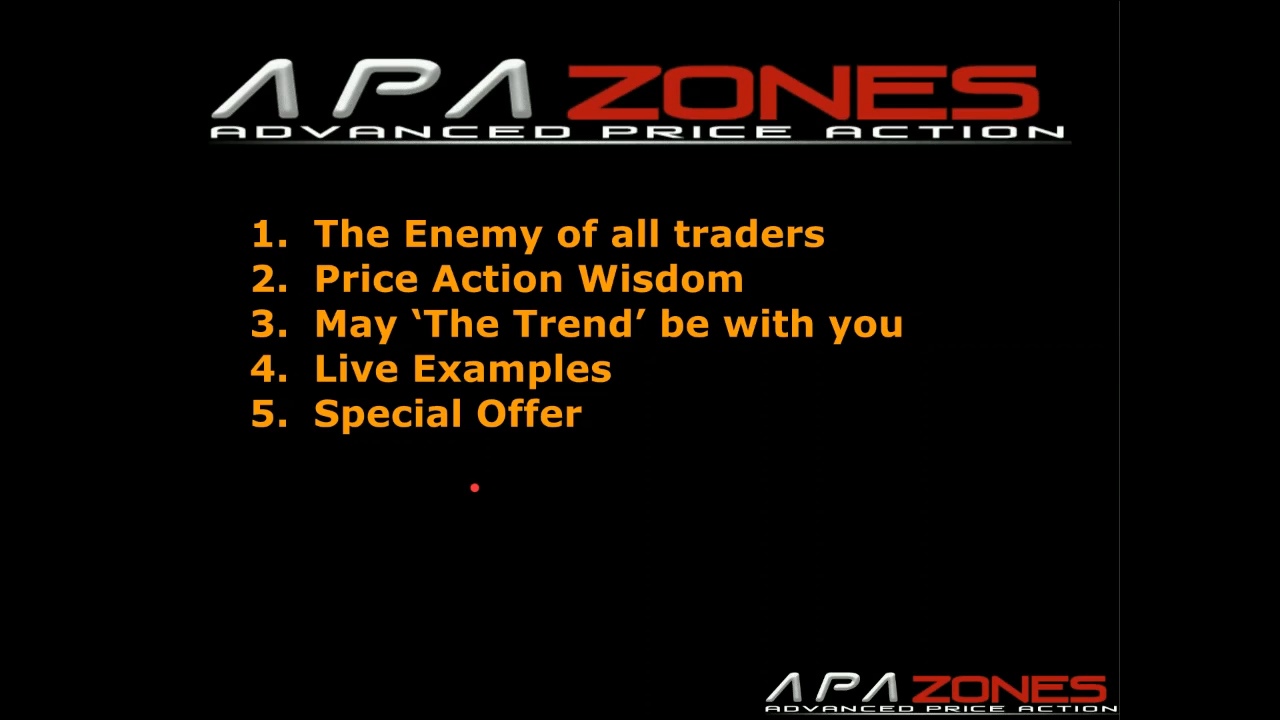 APA ZONES
ADVANCED PRICE ACTION
1. The Enemy of all traders
2. Price Action Wisdom
3. May ‘The Trend’ be with you
4. Live Examples
5. Special Offer
APA ZONES
ADVANCED PRICE ACTION